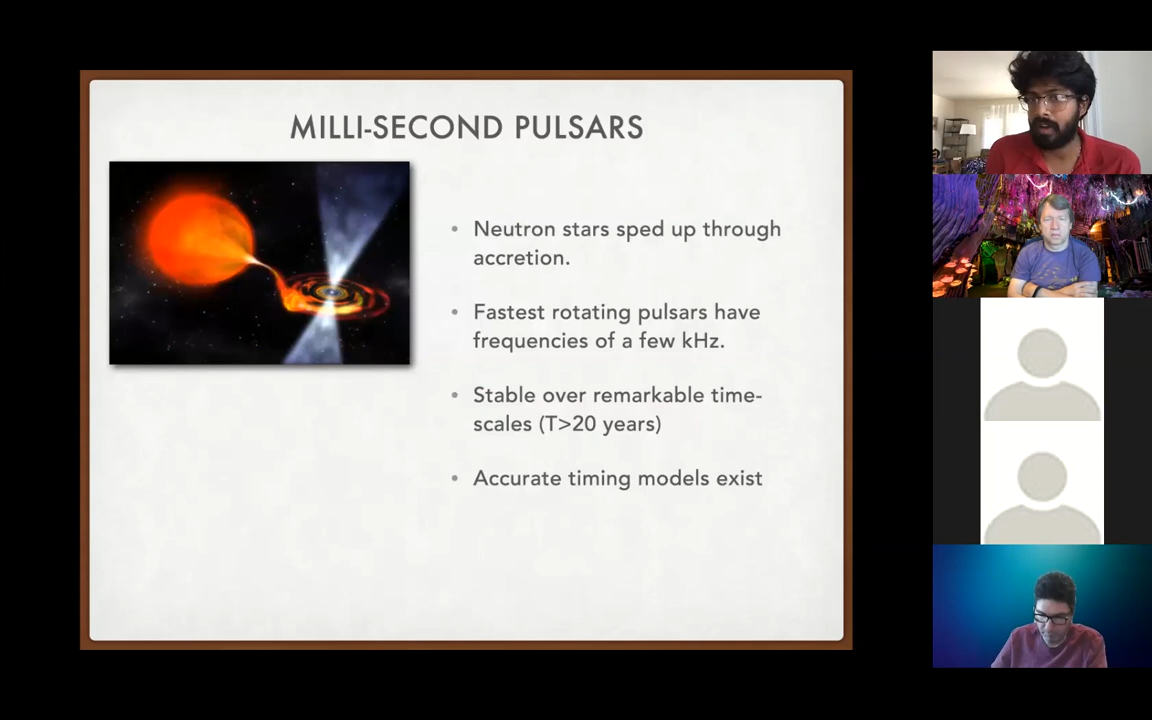 MILLI-SECOND PULSARS
• Neutron stars sped up through
accretion.
• Fastest rotating pulsars have
frequencies of a few kHz.
• Stable over remarkable time-
scales (T>20 years)
• Accurate timing models exist